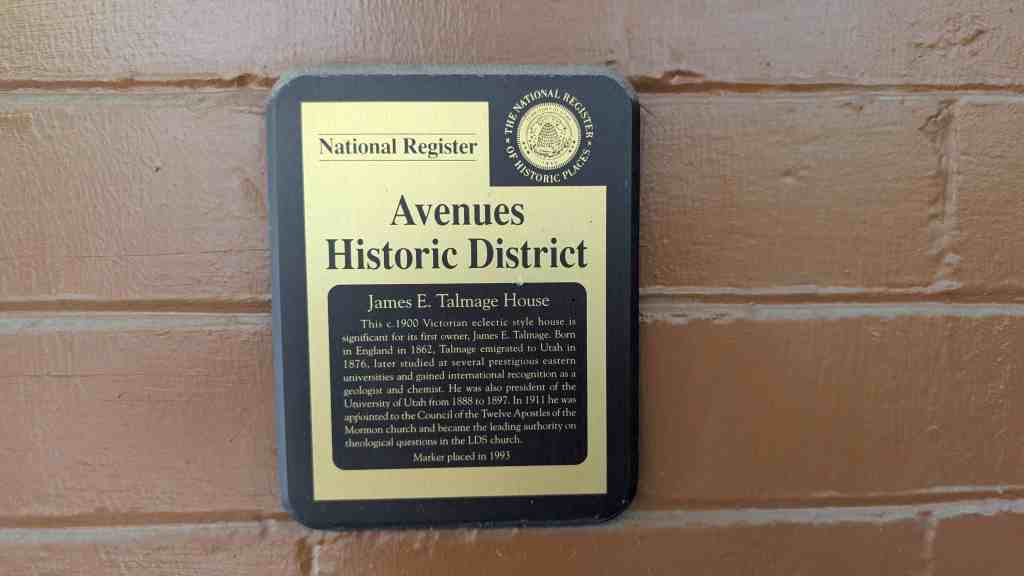 National Register
THE NATIONAL REGISTER
OF HISTORIC PLACES
Avenues
Historic District
James E. Talmage House
This c.1900 Victorian eclectic style house is
significant for its first owner, James E. Talmage. Born
in England in 1862, Talmage emigrated to Utah in
1876, later studied at several prestigious eastern
universities and gained international recognition as a
geologist and chemist. He was also president of the
University of Utah from 1888 to 1897. In 1911 he was
appointed to the Council of the Twelve Apostles of the
Mormon church and became the leading authority on
theological questions in the LDS church.
Marker placed in 1993